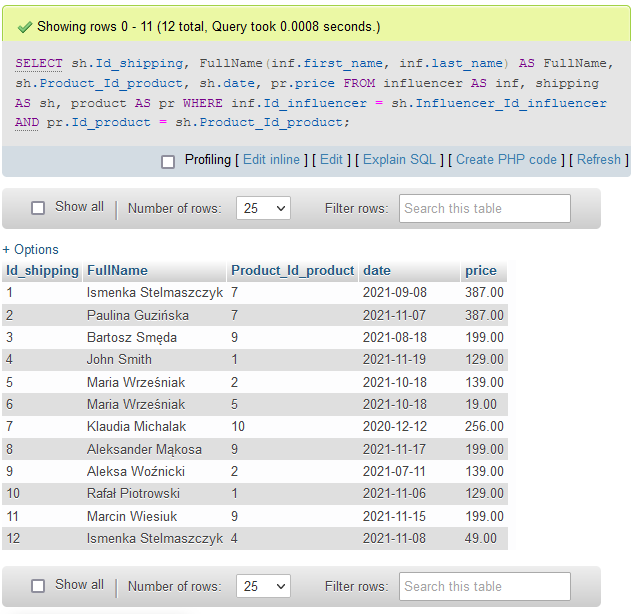 Showing rows 0 - 11 (12 total, Query took 0.0008 seconds.)
SELECT sh.Id_shipping, FullName(inf.first_name, inf.last_name) AS FullName,
sh.Product_Id_product, sh.date, pr.price FROM influencer AS inf, shipping
AS sh, product AS pr WHERE inf.Id_influencer = sh.Influencer_Id_influencer
AND pr.Id_product = sh.Product_Id_product;
Profiling [ Edit inline ] [ Edit ] [ Explain SQL ] [ Create PHP code ] [ Refresh ]
Show all Number of rows: 25 Filter rows: Search this table
+ Options
Id_shipping FullName Product_Id_product date price
1 Ismenka Stelmaszczyk 7 2021-09-08 387.00
2 Paulina Guzińska 7 2021-11-07 387.00
3 Bartosz Smęda 9 2021-08-18 199.00
4 John Smith 1 2021-11-19 129.00
5 Maria Wrześniak 2 2021-10-18 139.00
6 Maria Wrześniak 5 2021-10-18 19.00
7 Klaudia Michalak 10 2020-12-12 256.00
8 Aleksander Mąkosa 9 2021-11-17 199.00
9 Aleksa Woźnicki 2 2021-07-11 139.00
10 Rafał Piotrowski 1 2021-11-06 129.00
11 Marcin Wiesiuk 9 2021-11-15 199.00
12 Ismenka Stelmaszczyk 4 2021-11-08 49.00
Show all Number of rows: 25 Filter rows: Search this table